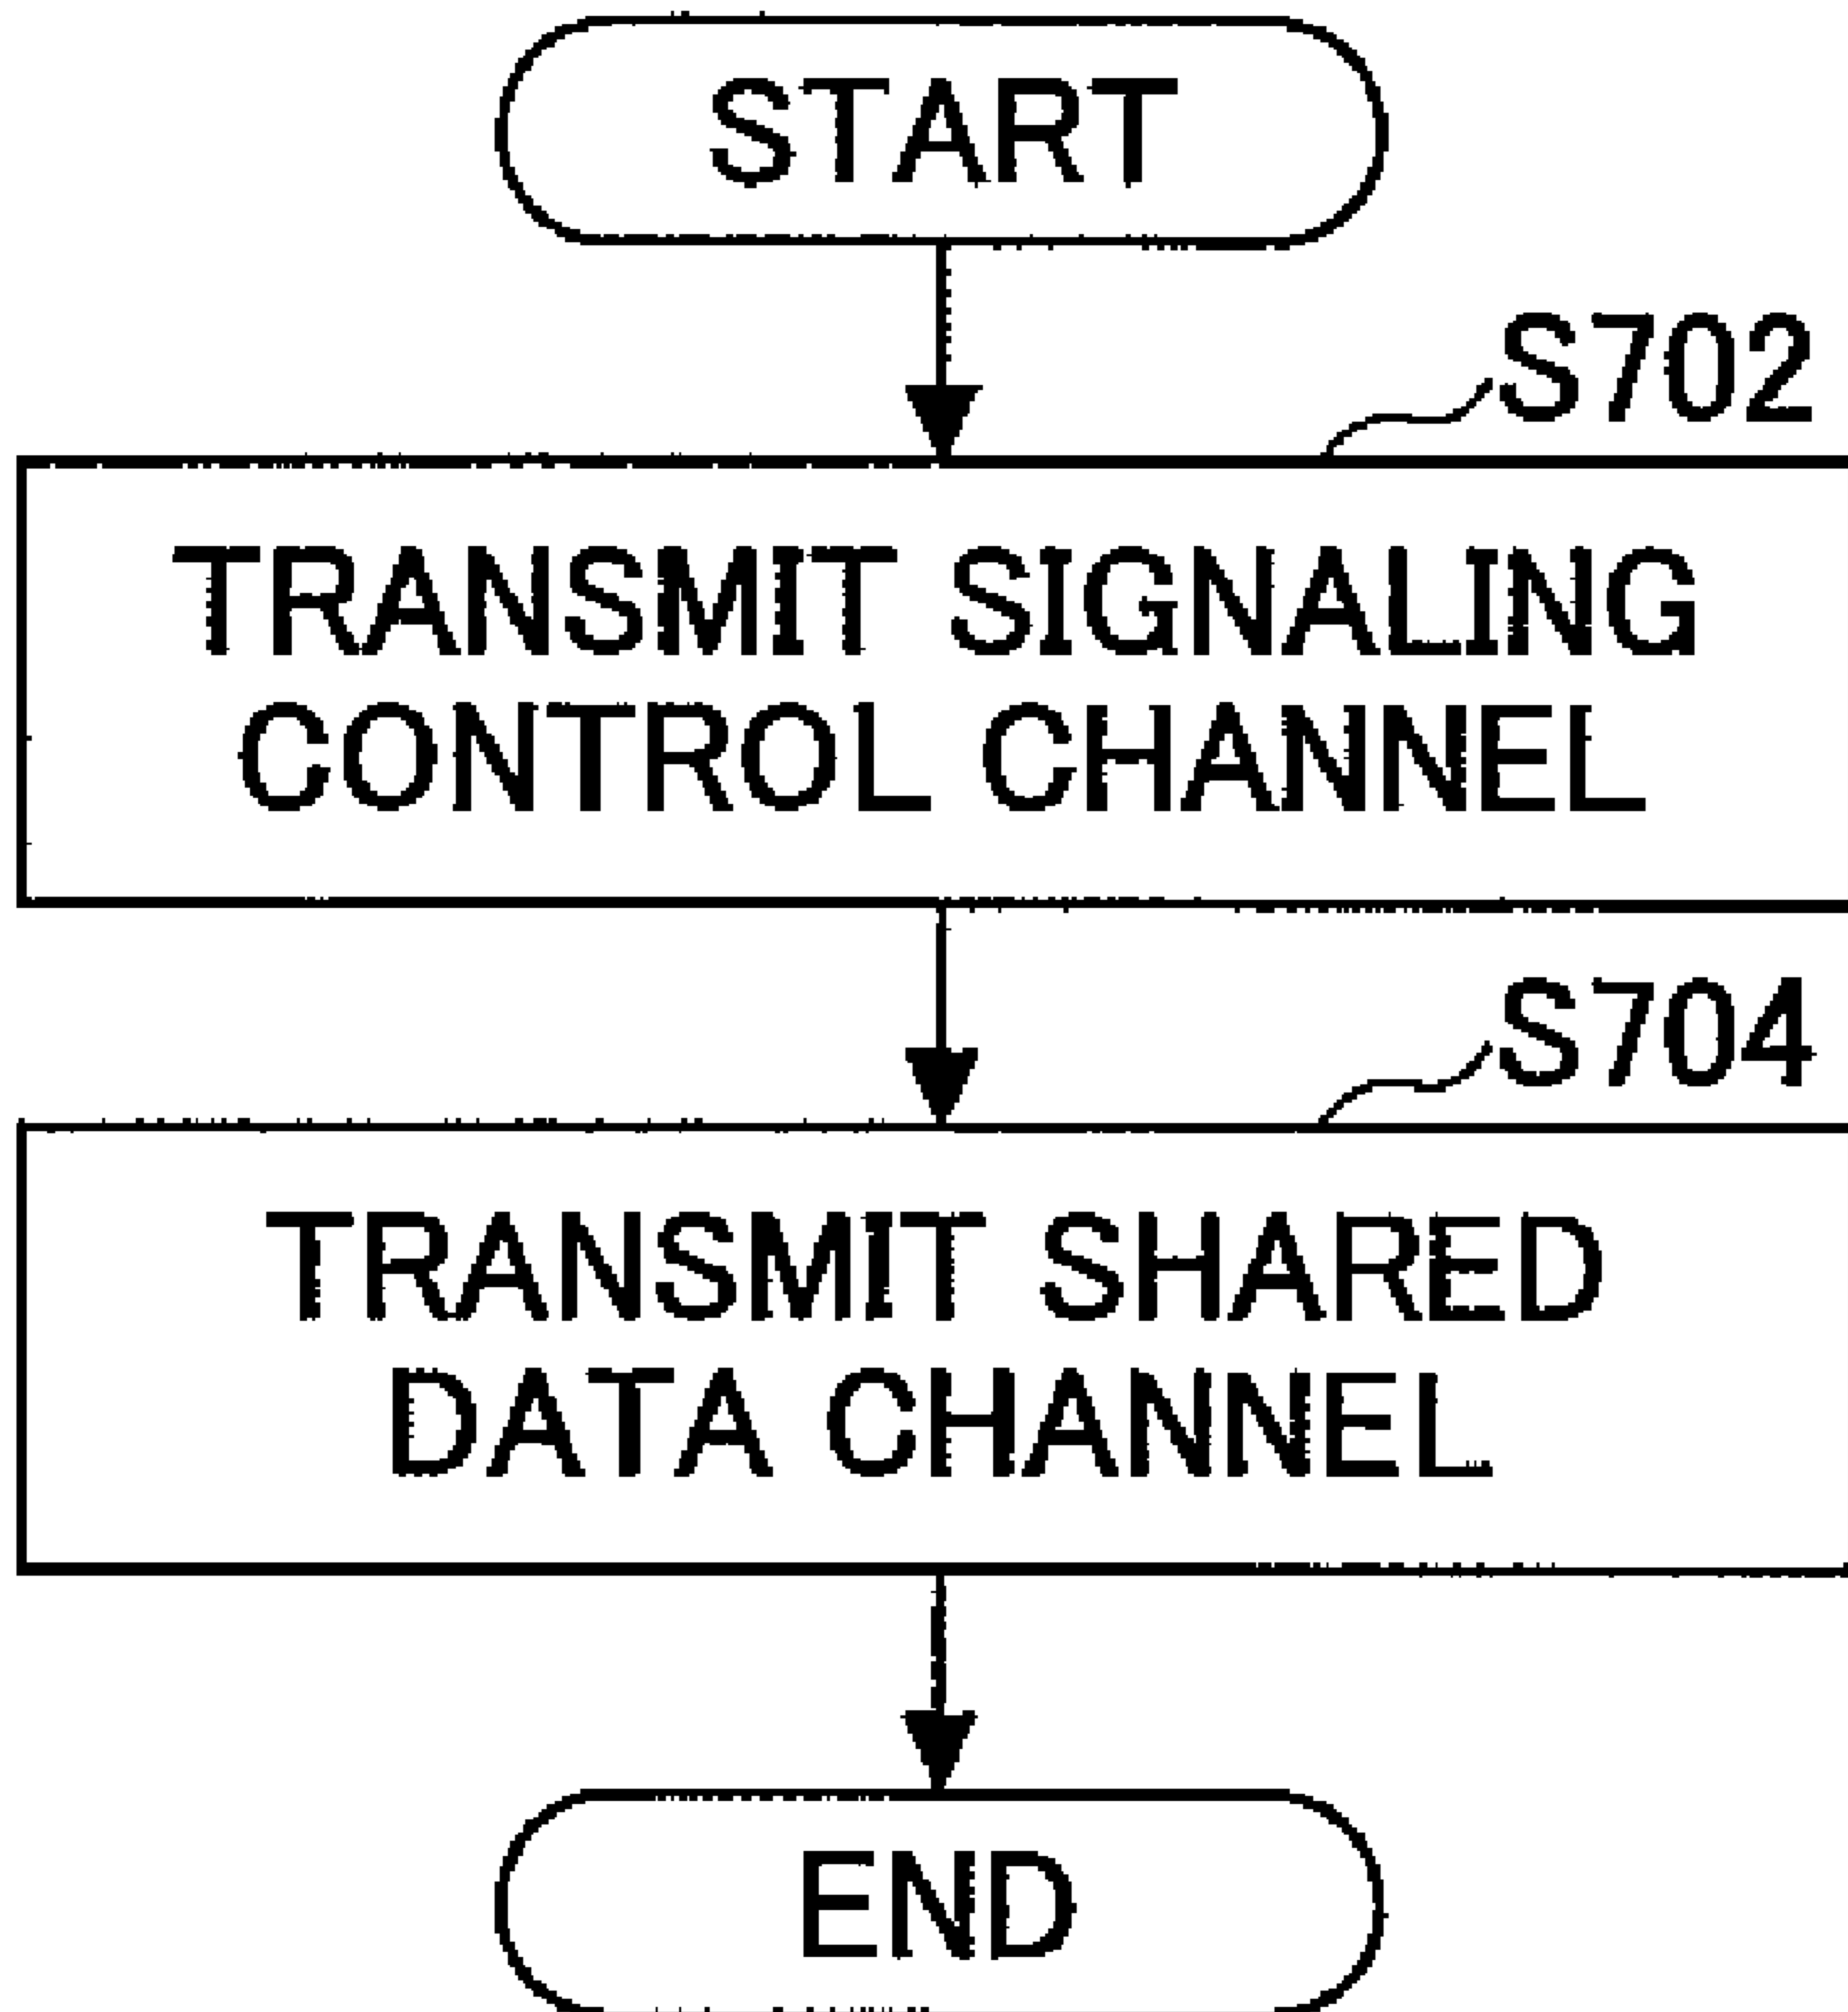 START
S702
TRANSMIT SIGNALING
CONTROL CHANNEL
S704
TRANSMIT SHARED
DATA CHANNEL
END